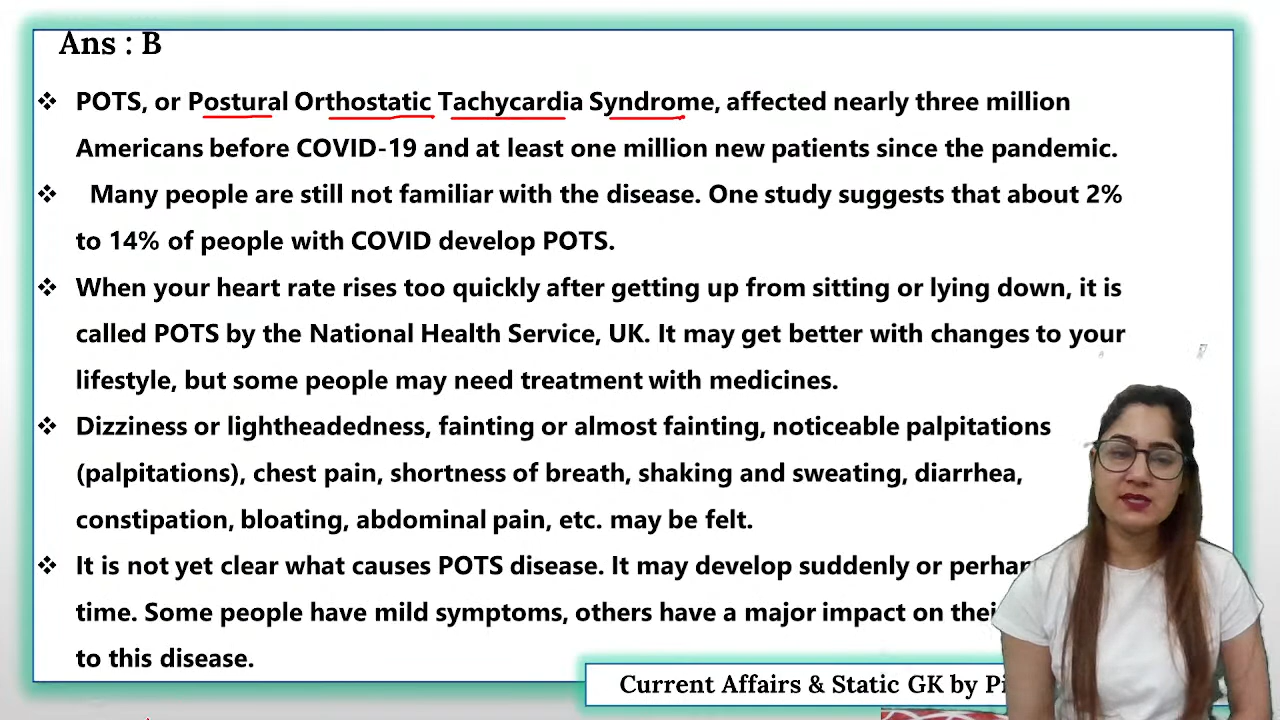 Ans : B
❖ POTS, or Postural Orthostatic Tachycardia Syndrome, affected nearly three million
Americans before COVID-19 and at least one million new patients since the pandemic.
❖ Many people are still not familiar with the disease. One study suggests that about 2%
to 14% of people with COVID develop POTS.
❖ When your heart rate rises too quickly after getting up from sitting or lying down, it is
called POTS by the National Health Service, UK. It may get better with changes to your
lifestyle, but some people may need treatment with medicines.
❖ Dizziness or lightheadedness, fainting or almost fainting, noticeable palpitations
(palpitations), chest pain, shortness of breath, shaking and sweating, diarrhea,
constipation, bloating, abdominal pain, etc. may be felt.
❖ It is not yet clear what causes POTS disease. It may develop suddenly or
time. Some people have mild symptoms, others have a major impact on
to this disease.
Current Affairs & Static GK by